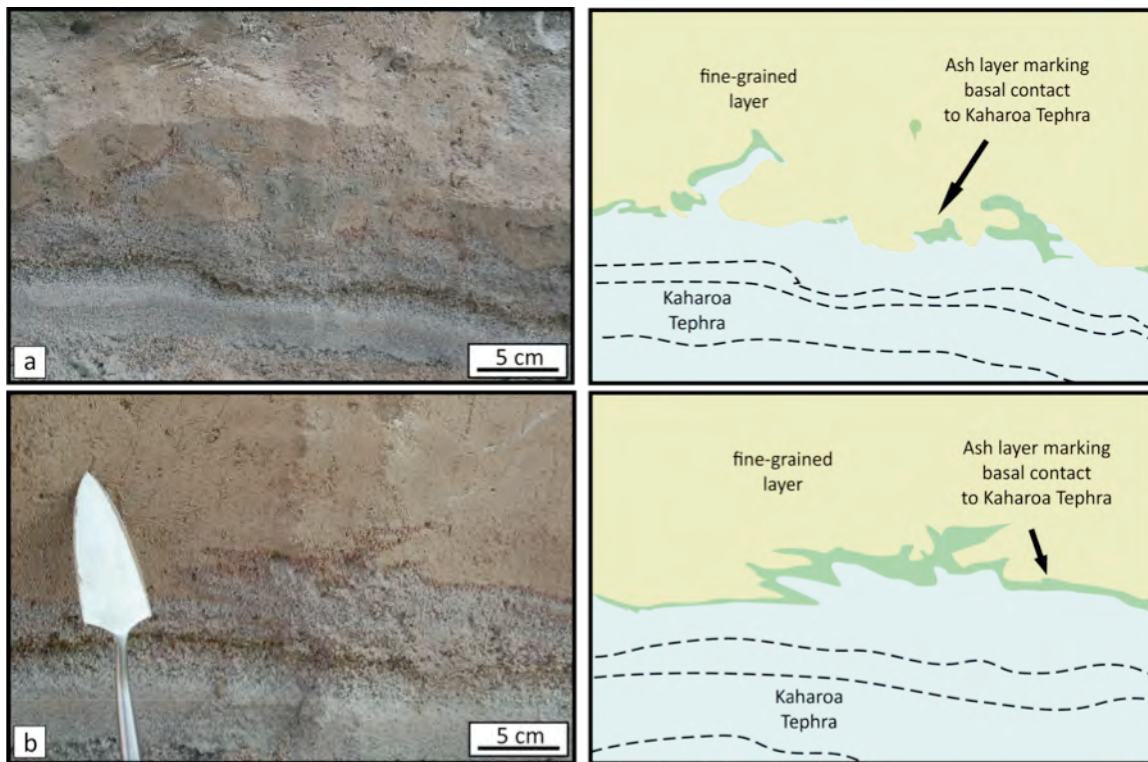 fine-grained
layer
Ash layer marking
basal contact
to Kaharoa Tephra
Kaharoa
Tephra
a
5 cm
fine-grained
layer
Ash layer marking
basal contact
to Kaharoa Tephra
Kaharoa
Tephra
b
5 cm